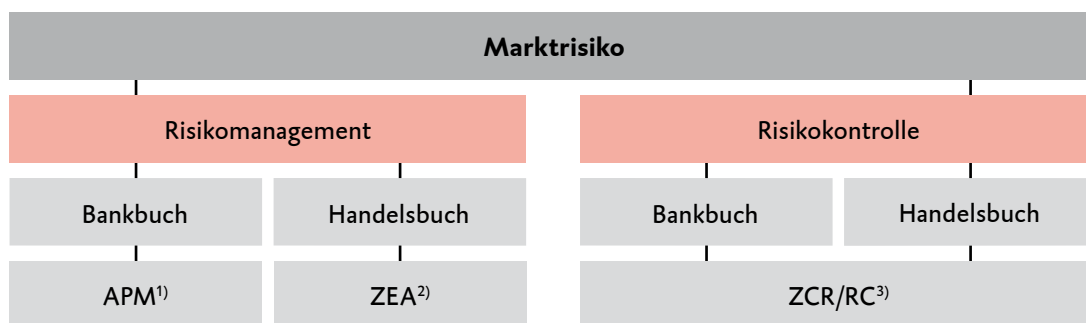 Marktrisiko
Risikomanagement
Risikokontrolle
Bankbuch
Handelsbuch
Bankbuch
Handelsbuch
APM¹⁾
ZEA²⁾
ZCR/RC³⁾